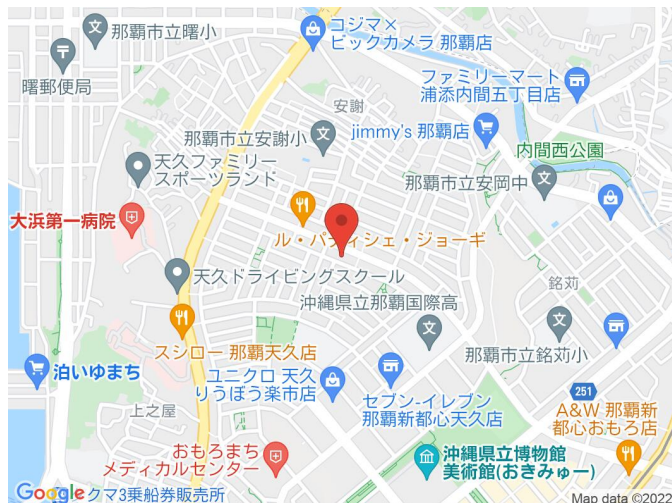 那覇市立曙小
コジマ×
ビックカメラ 那覇店
曙郵便局
ファミリーマート
浦添内間五丁目店
安謝
jimmy's 那覇店
那覇市立安謝小
内間西公園
天久ファミリー
スポーツランド
那覇市立安岡中
大浜第一病院
ル・パティシェ・ジョーギ
天久ドライビングスクール
銘苅
沖縄県立那覇国際高
スシロー 那覇天久店
那覇市立銘苅小
泊いゆまち
ユニクロ 天久
りうぼう楽市店
セブン-イレブン
那覇新都心天久店
251
上之屋
A&W 那覇新
都心おもろ店
おもろまち
メディカルセンター
沖縄県立博物館
美術館(おきみゅー)
Google
クマ3乗船券販売所
Map data ©2022